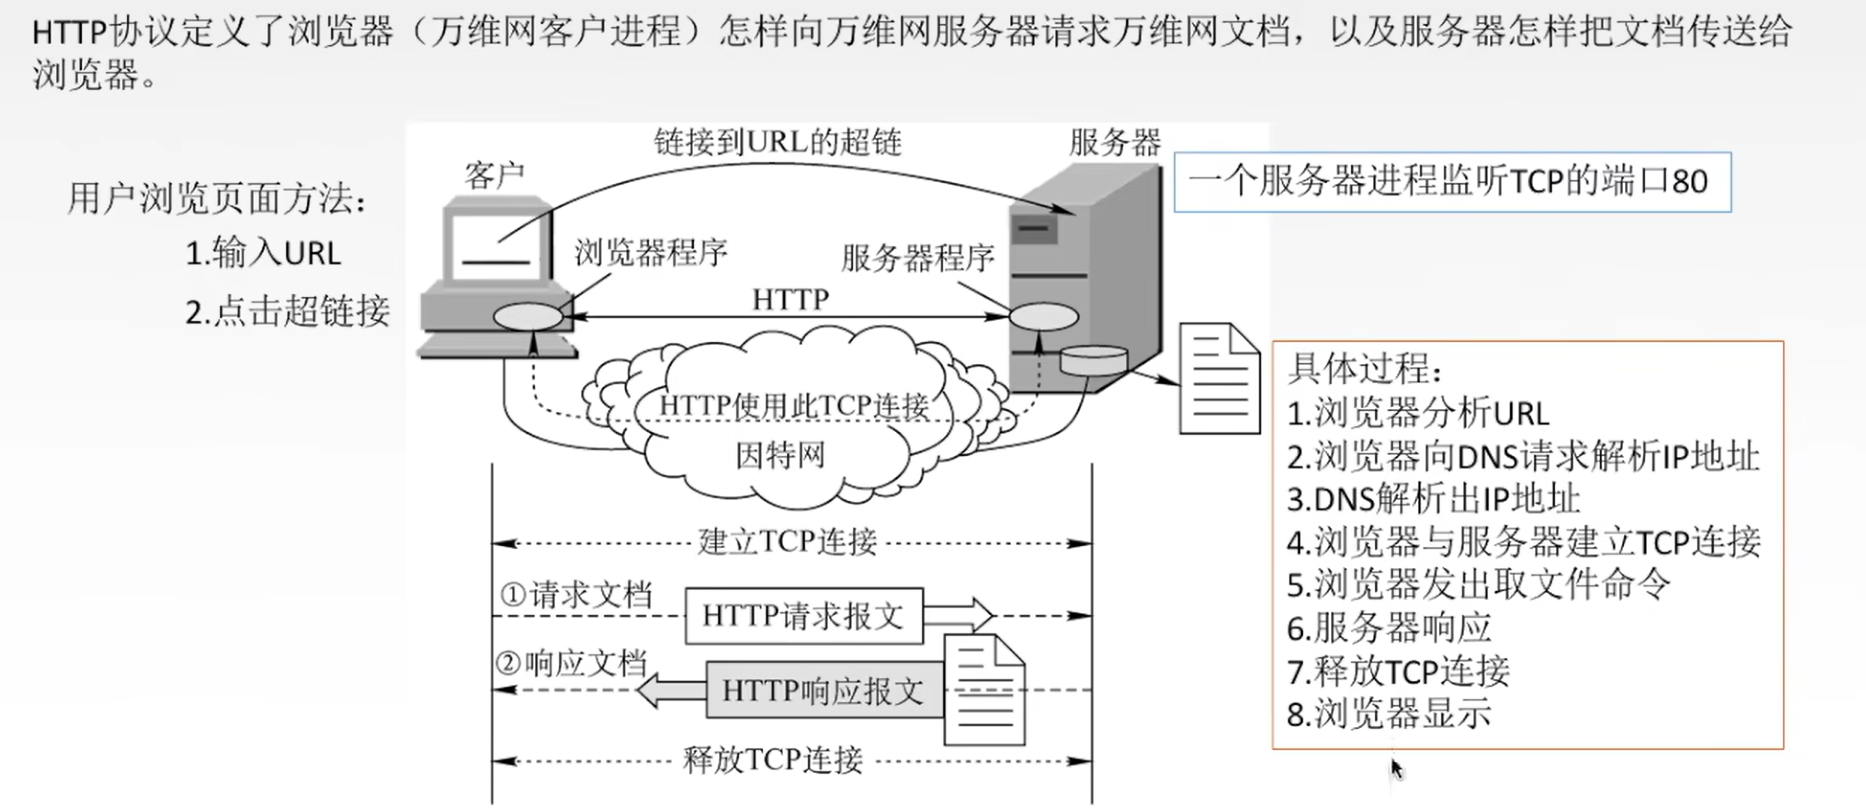 HTTP协议定义了浏览器（万维网客户进程）怎样向万维网服务器请求万维网文档，以及服务器怎样把文档传送给
浏览器。
用户浏览页面方法：
1.输入URL
2.点击超链接
链接到URL的超链
客户
服务器
一个服务器进程监听TCP的端口80
浏览器程序
服务器程序
HTTP
HTTP使用此TCP连接
因特网
建立TCP连接
①请求文档
HTTP请求报文
②响应文档
HTTP响应报文
释放TCP连接
具体过程：
1.浏览器分析URL
2.浏览器向DNS请求解析IP地址
3.DNS解析出IP地址
4.浏览器与服务器建立TCP连接
5.浏览器发出取文件命令
6.服务器响应
7.释放TCP连接
8.浏览器显示